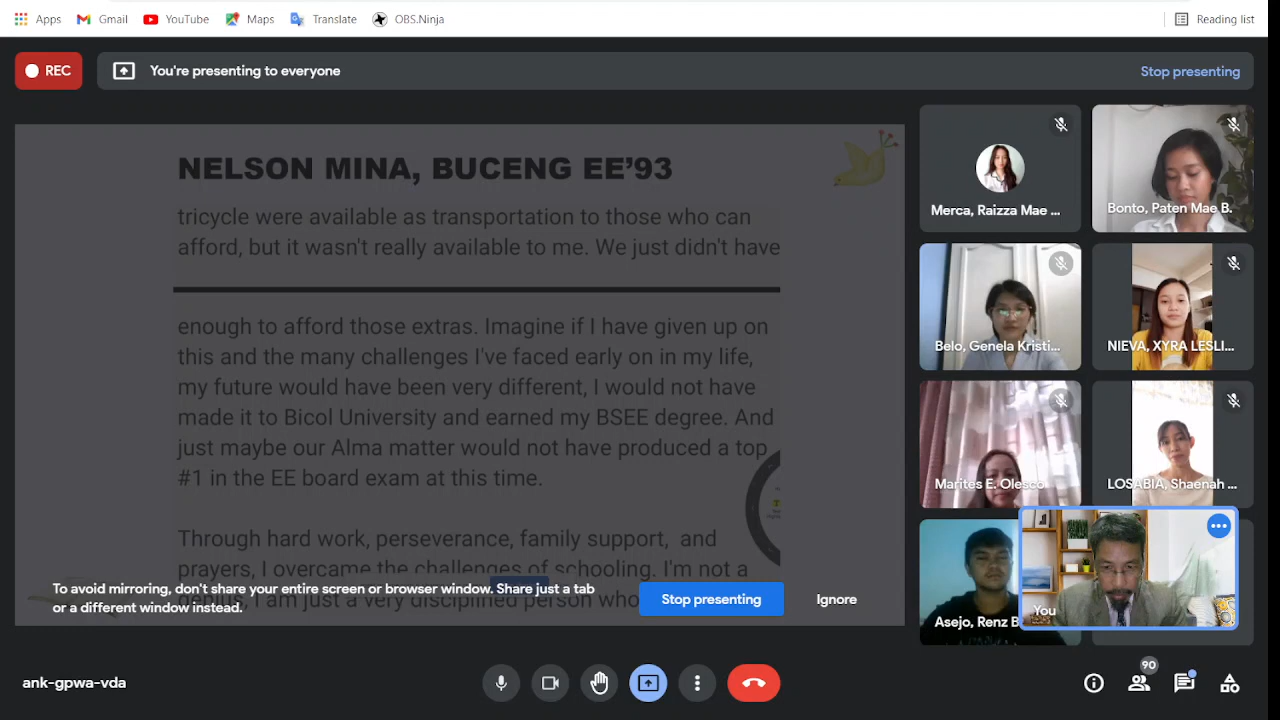 Apps Gmail YouTube Maps Translate OBS.Ninja Reading list
REC You're presenting to everyone Stop presenting
NELSON MINA, BUCENG EE’93
tricycle were available as transportation to those who can
afford, but it wasn't really available to me. We just didn't have
enough to afford those extras. Imagine if I have given up on
this and the many challenges I've faced early on in my life,
my future would have been very different, I would not have
made it to Bicol University and earned my BSEE degree. And
just maybe our Alma matter would not have produced a top
#1 in the EE board exam at this time.
Through hard work, perseverance, family support, and
prayers, I overcame the challenges of schooling. I'm not a
genius, I am just a very disciplined person who
To avoid mirroring, don't share your entire screen or browser window. Share just a tab
or a different window instead.
Stop presenting Ignore
Merca, Raizza Mae ...
Bonto, Paten Mae B.
Belo, Genela Kristi...
NIEVA, XYRA LESLI...
Marites E. Olesco
LOSABIA, Shaenah ...
Asejo, Renz B
You
ank-gpwa-vda
90